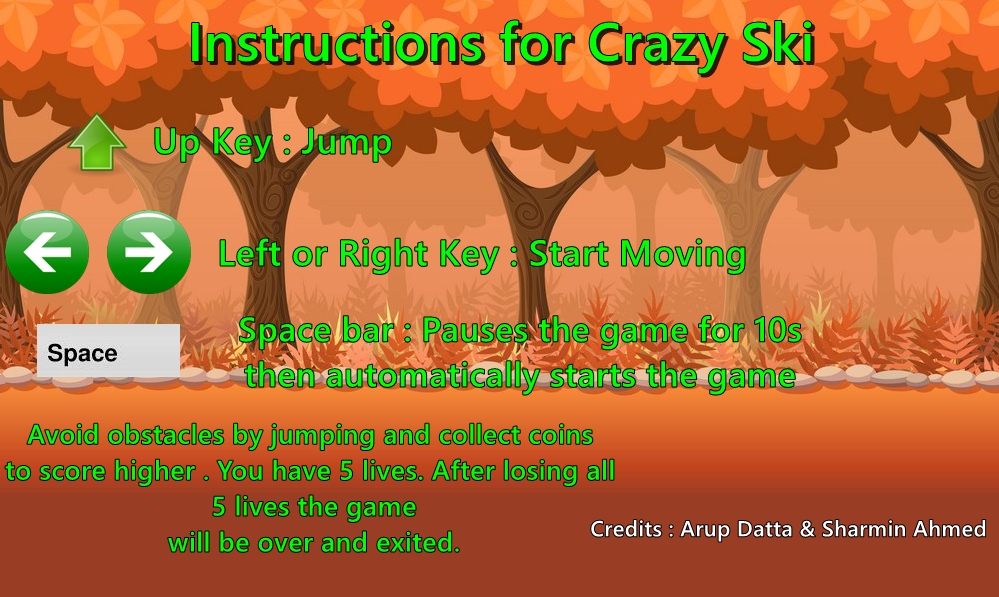 Instructions for Crazy Ski
Up Key : Jump
Left or Right Key : Start Moving
Space
Space bar : Pauses the game for 10s
then automatically starts the game
Avoid obstacles by jumping and collect coins
to score higher . You have 5 lives. After losing all
5 lives the game
will be over and exited.
Credits : Arup Datta & Sharmin Ahmed